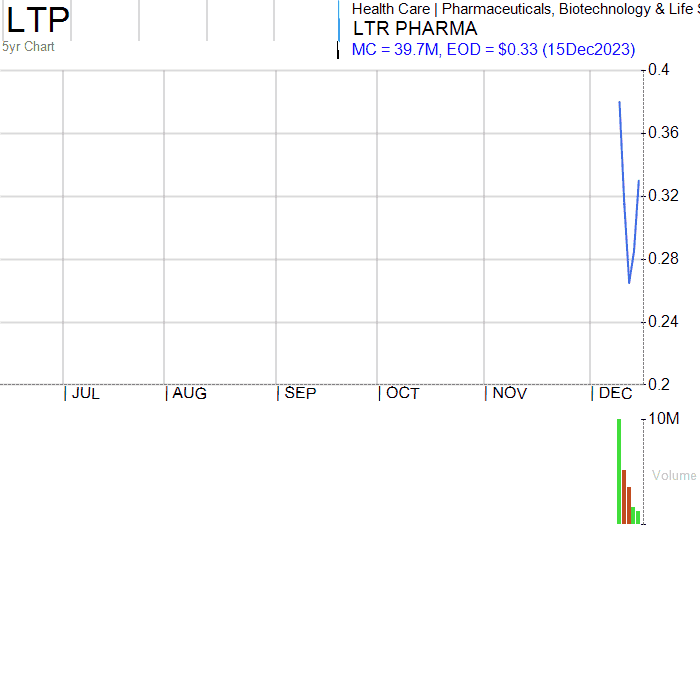 LTP
5yr Chart
Health Care | Pharmaceuticals, Biotechnology & Life
LTR PHARMA
MC = 39.7M, EOD = $0.33 (15Dec2023)
0.4
0.36
0.32
0.28
0.24
0.2
JUL AUG SEP OCT NOV DEC
10M
Volume